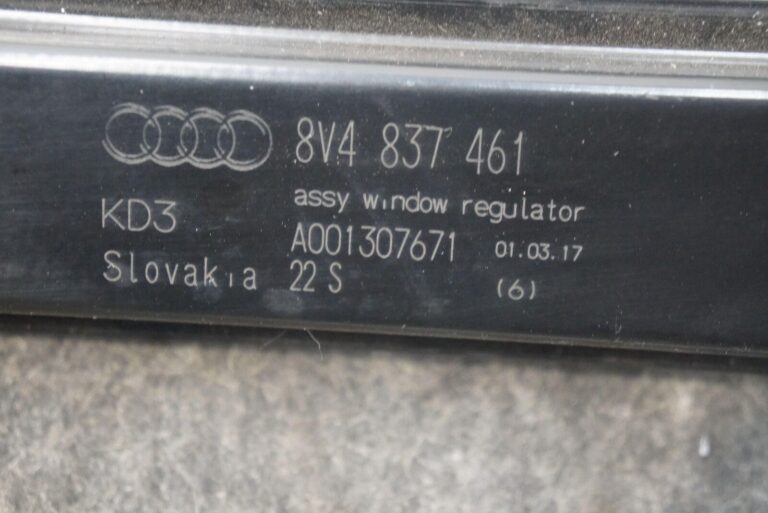 8V4 837 461
assy window regulator
KD3
A001307671 01.03.17
Slovakia 22 S (6)